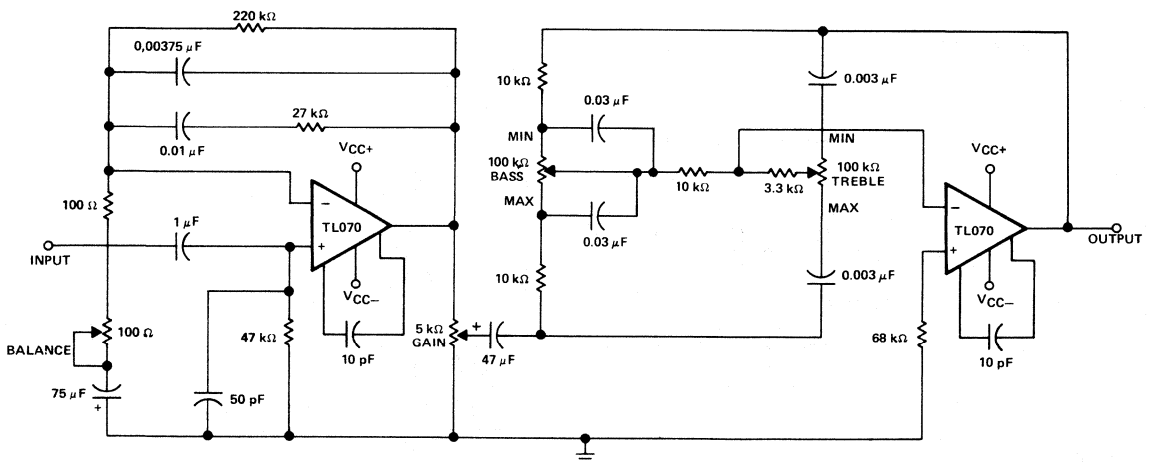 220 kΩ
0,00375 μF
0.01 μF
27 kΩ
VCC+
100 Ω
1 μF
INPUT
−
TL070
+
VCC−
100 Ω
BALANCE
75 μF
+
50 pF
47 kΩ
10 pF
5 kΩ
GAIN
+
47 μF
10 kΩ
0.03 μF
MIN
100 kΩ
BASS
MAX
0.03 μF
10 kΩ
10 kΩ
3.3 kΩ
0.003 μF
MIN
100 kΩ
TREBLE
MAX
0.003 μF
VCC+
−
TL070
+
VCC−
OUTPUT
68 kΩ
10 pF